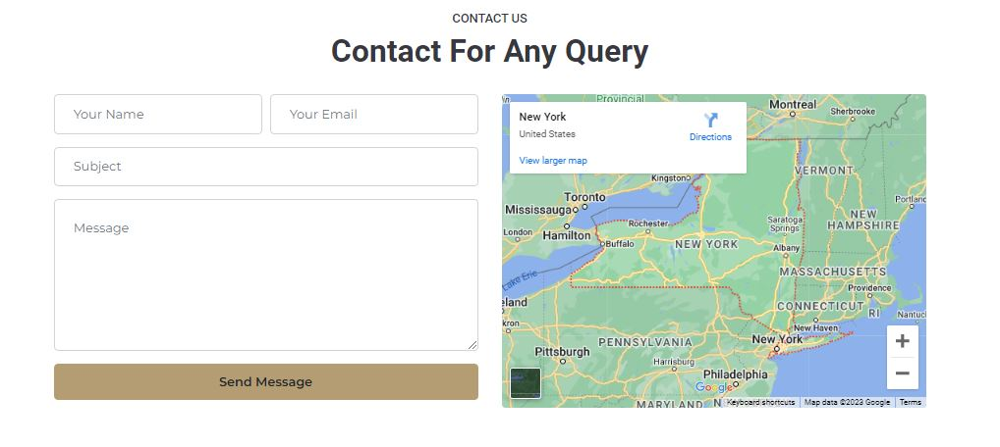 CONTACT US
Contact For Any Query
Your Name
Your Email
Subject
Message
Send Message
New York
United States
Directions
View larger map
Provincial
Montreal
Sherbrooke
VERMONT
Kingston
Toronto
Mississauga
Portland
NEW
HAMPSHIRE
Rochester
Saratoga
Springs
London
Hamilton
Buffalo
NEW YORK
Albany
MASSACHUSETTS
Lake Erie
Providence
eland
CONNECTICUT
RI
Nantuc
kron
New Haven
PENNSYLVANIA
New York
Pittsburgh
Harrisburg
Philadelphia
Google
MARYLAND
N
Keyboard shortcuts
Map data ©2023 Google
Terms